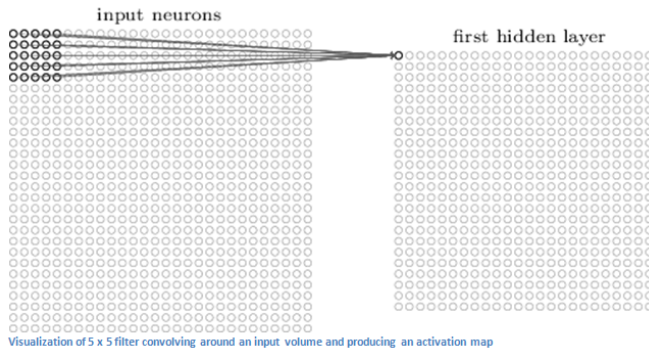 input neurons
first hidden layer
Visualization of 5 x 5 filter convolving around an input volume and producing an activation map